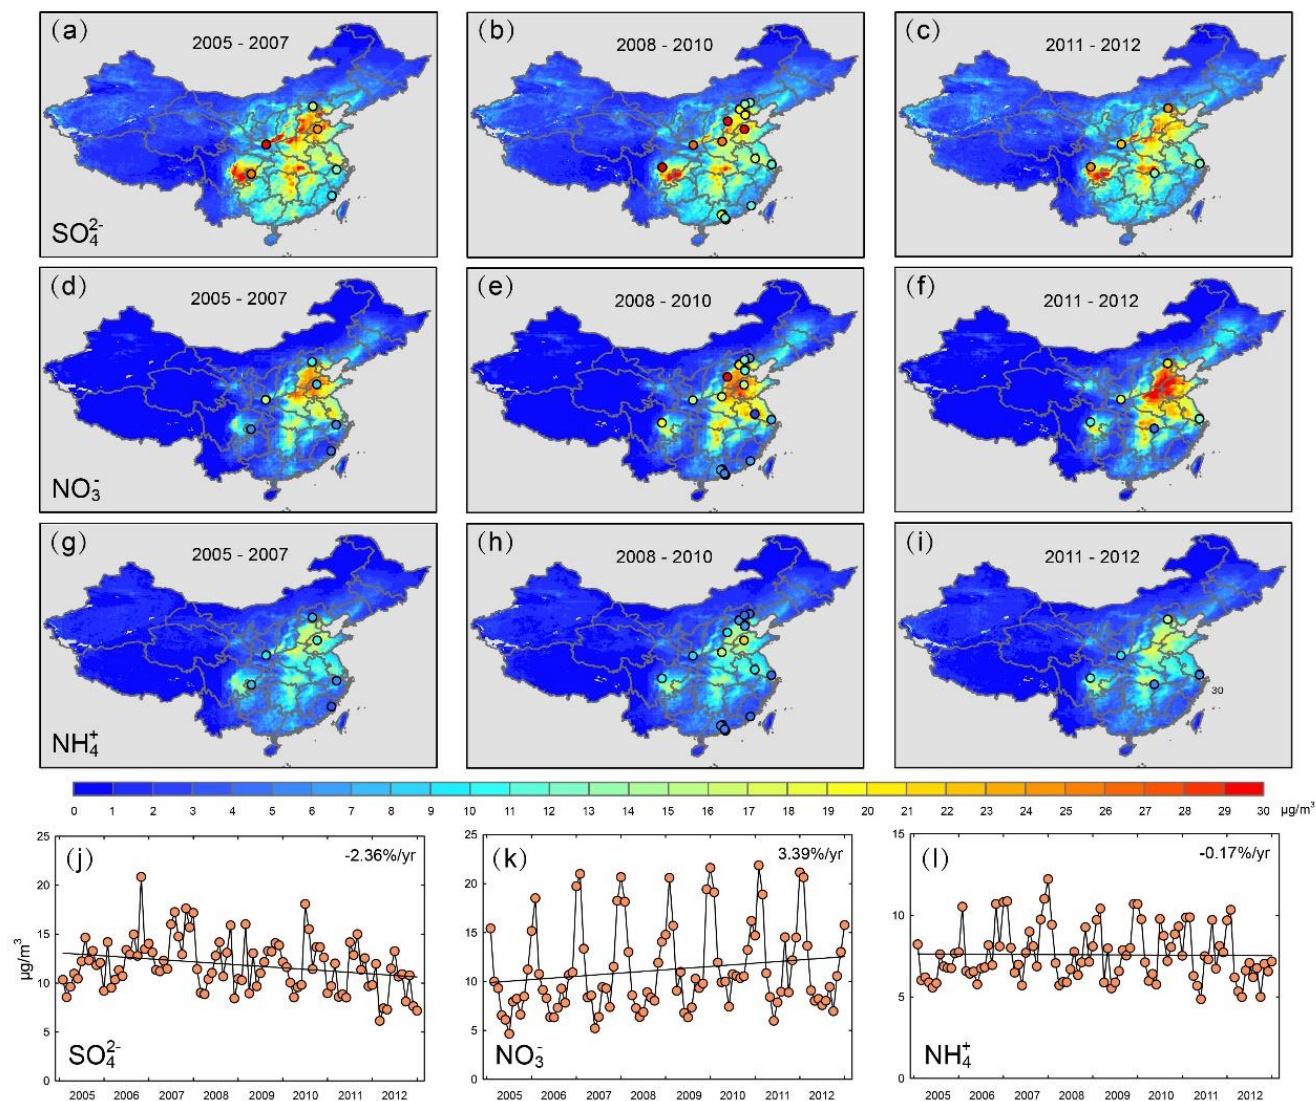 (a) 2005 - 2007
SO₄²⁻
(b) 2008 - 2010
(c) 2011 - 2012
(d) 2005 - 2007
NO₃⁻
(e) 2008 - 2010
(f) 2011 - 2012
(g) 2005 - 2007
NH₄⁺
(h) 2008 - 2010
(i) 2011 - 2012
30
0 1 2 3 4 5 6 7 8 9 10 11 12 13 14 15 16 17 18 19 20 21 22 23 24 25 26 27 28 29 30 µg/m³
(j) -2.36%/yr
µg/m³
25
20
15
10
5
0
SO₄²⁻
2005 2006 2007 2008 2009 2010 2011 2012
(k) 3.39%/yr
25
20
15
10
5
0
NO₃⁻
2005 2006 2007 2008 2009 2010 2011 2012
(l) -0.17%/yr
15
10
5
0
NH₄⁺
2005 2006 2007 2008 2009 2010 2011 2012